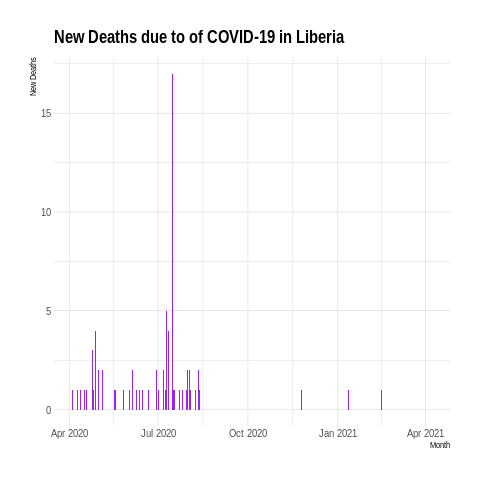 New Deaths due to of COVID-19 in Liberia
New Deaths
15
10
5
0
Apr 2020 Jul 2020 Oct 2020 Jan 2021 Apr 2021
Month